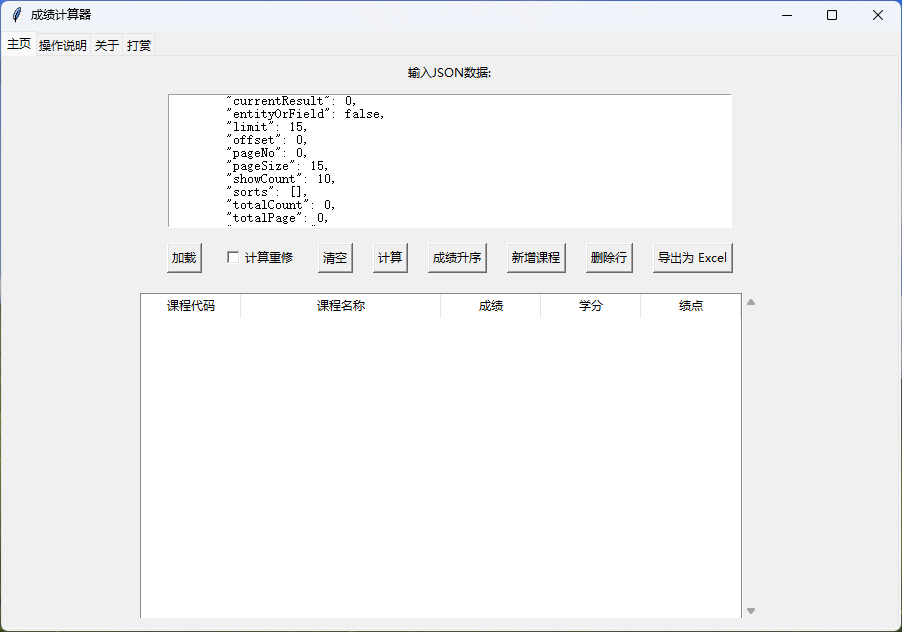 成绩计算器
主页 操作说明 关于 打赏
输入JSON数据:
"currentResult": 0,
"entityOrField": false,
"limit": 15,
"offset": 0,
"pageNo": 0,
"pageSize": 15,
"showCount": 10,
"sorts": [],
"totalCount": 0,
"totalPage": 0,
加载 计算重修 清空 计算 成绩升序 新增课程 删除行 导出为 Excel
课程代码 课程名称 成绩 学分 绩点